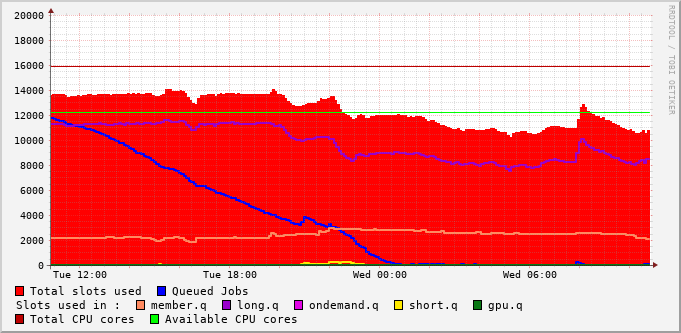 20000
18000
16000
14000
12000
10000
8000
6000
4000
2000
0
Tue 12:00 Tue 18:00 Wed 00:00 Wed 06:00
RRDTOOL / TOBI OETIKER
Total slots used Queued Jobs
Slots used in : member.q long.q ondemand.q short.q gpu.q
Total CPU cores Available CPU cores